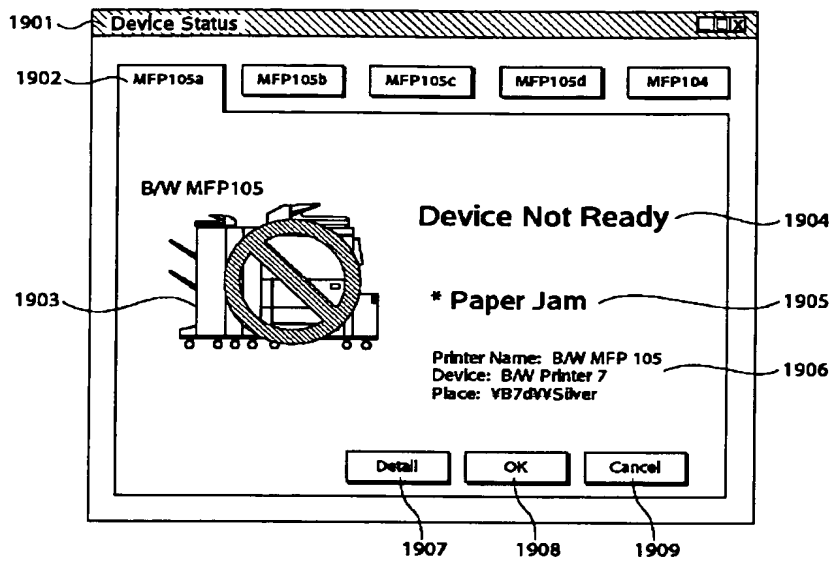 1901 Device Status
1902 MFP105a MFP105b MFP105c MFP105d MFP104
B/W MFP105
Device Not Ready 1904
1903 * Paper Jam 1905
Printer Name: B/W MFP 105 1906
Device: B/W Printer 7
Place: ¥B7d¥¥Silver
Detail OK Cancel
1907 1908 1909